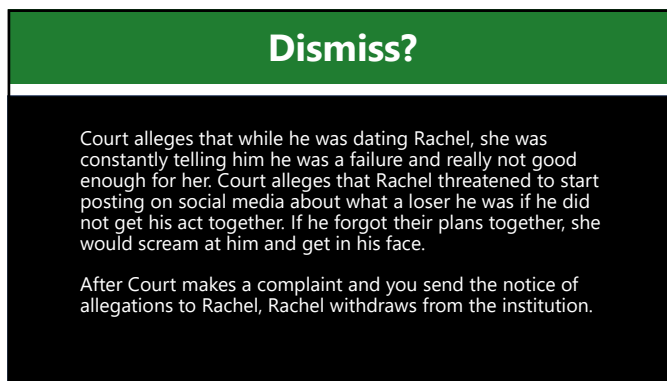 Dismiss?
Court alleges that while he was dating Rachel, she was
constantly telling him he was a failure and really not good
enough for her. Court alleges that Rachel threatened to start
posting on social media about what a loser he was if he did
not get his act together. If he forgot their plans together, she
would scream at him and get in his face.
After Court makes a complaint and you send the notice of
allegations to Rachel, Rachel withdraws from the institution.